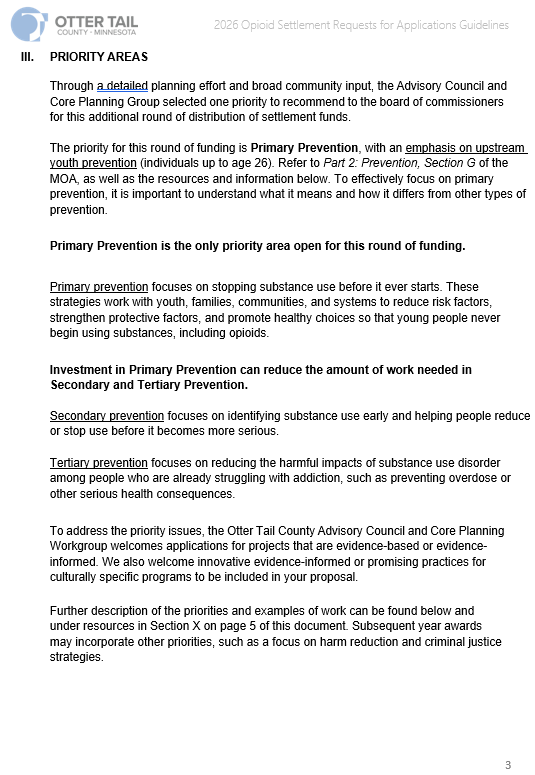 OTTER TAIL
COUNTY · MINNESOTA
2026 Opioid Settlement Requests for Applications Guidelines
III. PRIORITY AREAS
Through a detailed planning effort and broad community input, the Advisory Council and
Core Planning Group selected one priority to recommend to the board of commissioners
for this additional round of distribution of settlement funds.
The priority for this round of funding is Primary Prevention, with an emphasis on upstream
youth prevention (individuals up to age 26). Refer to Part 2: Prevention, Section G of the
MOA, as well as the resources and information below. To effectively focus on primary
prevention, it is important to understand what it means and how it differs from other types of
prevention.
Primary Prevention is the only priority area open for this round of funding.
Primary prevention focuses on stopping substance use before it ever starts. These
strategies work with youth, families, communities, and systems to reduce risk factors,
strengthen protective factors, and promote healthy choices so that young people never
begin using substances, including opioids.
Investment in Primary Prevention can reduce the amount of work needed in
Secondary and Tertiary Prevention.
Secondary prevention focuses on identifying substance use early and helping people reduce
or stop use before it becomes more serious.
Tertiary prevention focuses on reducing the harmful impacts of substance use disorder
among people who are already struggling with addiction, such as preventing overdose or
other serious health consequences.
To address the priority issues, the Otter Tail County Advisory Council and Core Planning
Workgroup welcomes applications for projects that are evidence-based or evidence-
informed. We also welcome innovative evidence-informed or promising practices for
culturally specific programs to be included in your proposal.
Further description of the priorities and examples of work can be found below and
under resources in Section X on page 5 of this document. Subsequent year awards
may incorporate other priorities, such as a focus on harm reduction and criminal justice
strategies.
3